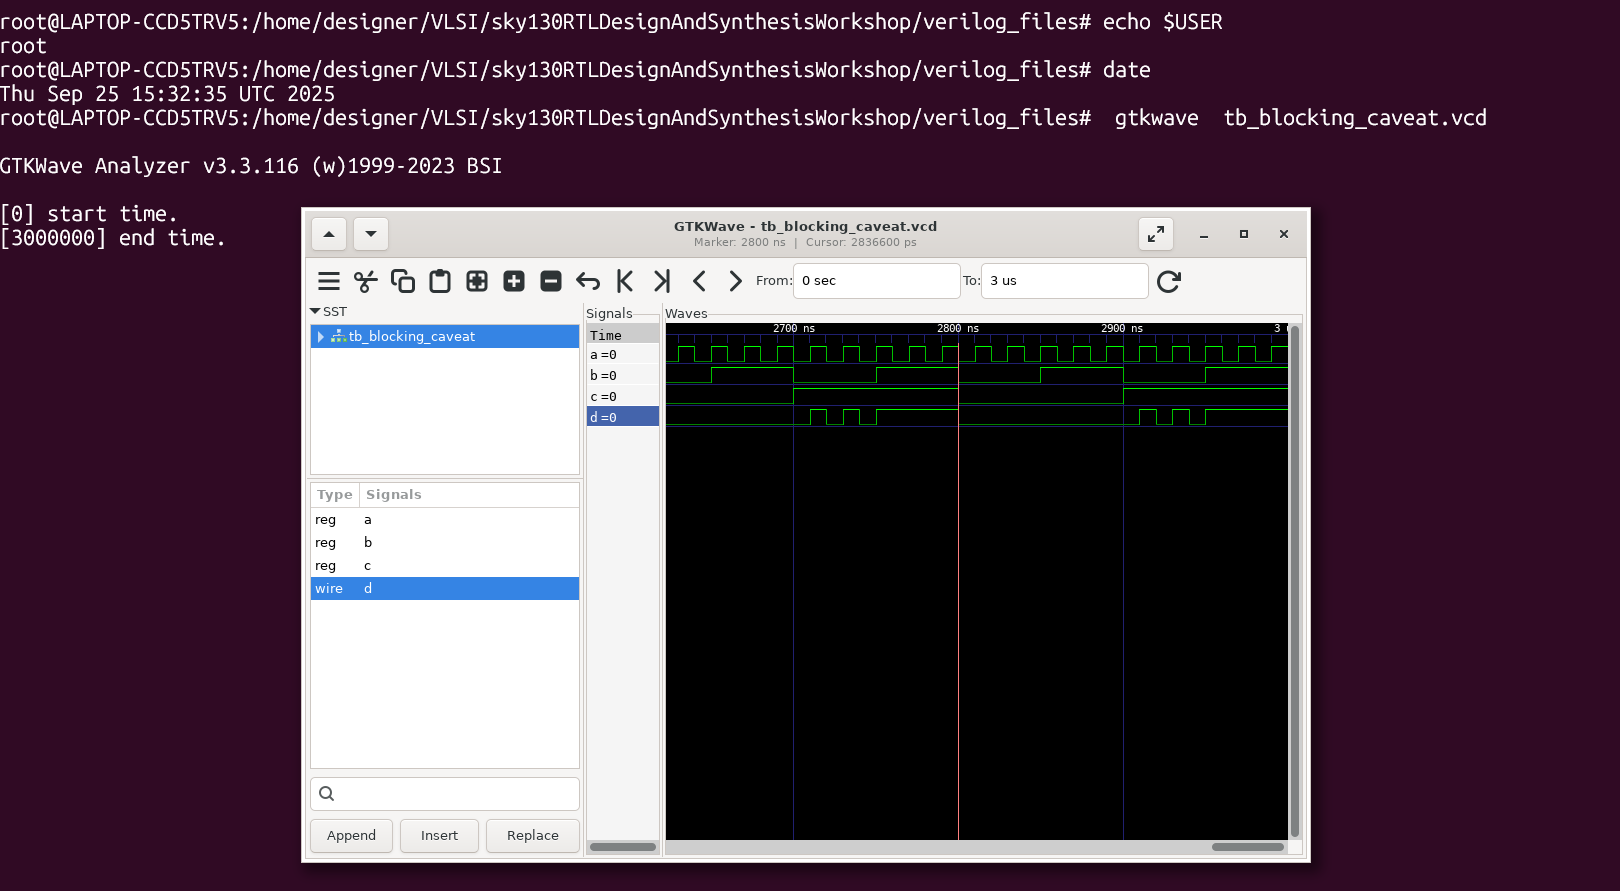 root@LAPTOP-CCD5TRV5:/home/designer/VLSI/sky130RTLDesignAndSynthesisWorkshop/verilog_files# echo $USER
root
root@LAPTOP-CCD5TRV5:/home/designer/VLSI/sky130RTLDesignAndSynthesisWorkshop/verilog_files# date
Thu Sep 25 15:32:35 UTC 2025
root@LAPTOP-CCD5TRV5:/home/designer/VLSI/sky130RTLDesignAndSynthesisWorkshop/verilog_files#  gtkwave  tb_blocking_caveat.vcd
GTKWave Analyzer v3.3.116 (w)1999-2023 BSI
[0] start time.
[3000000] end time.
GTKWave - tb_blocking_caveat.vcd
Marker: 2800 ns | Cursor: 2836600 ps
From: 0 sec To: 3 us
SST
tb_blocking_caveat
Type Signals
reg a
reg b
reg c
wire d
Append Insert Replace
Signals
Time
a =0
b =0
c =0
d =0
Waves
2700 ns 2800 ns 2900 ns 3